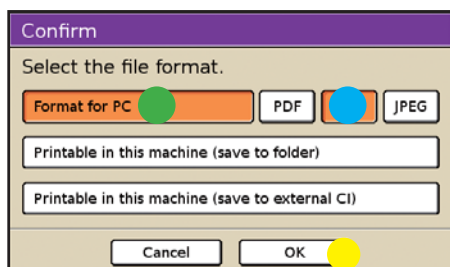 Confirm
Select the file format.
Format for PC PDF JPEG
Printable in this machine (save to folder)
Printable in this machine (save to external CI)
Cancel OK